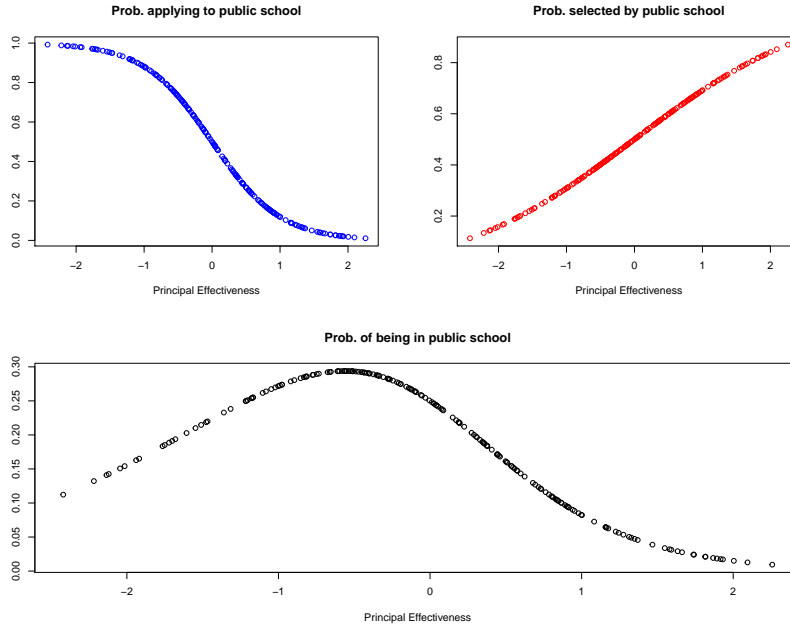 Prob. applying to public school
1.0
0.8
0.6
0.4
0.2
0.0
−2 −1 0 1 2
Principal Effectiveness
Prob. selected by public school
0.8
0.6
0.4
0.2
−2 −1 0 1 2
Principal Effectiveness
Prob. of being in public school
0.30
0.25
0.20
0.15
0.10
0.05
0.00
−2 −1 0 1 2
Principal Effectiveness